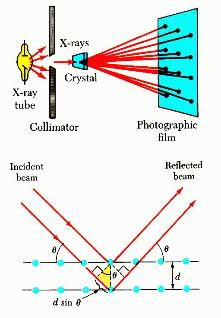 X-rays
Crystal
X-ray
tube
Collimator
Photographic
film
Incident
beam
Reflected
beam
θ
θ
d
d sin θ
θ